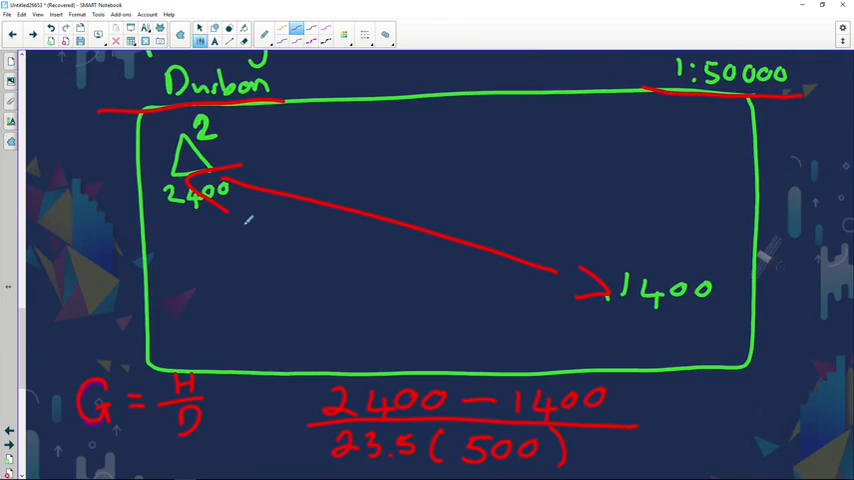 Untitled26653 * (Recovered) - SMART Notebook
File Edit View Insert Format Tools Add-ons Account Help
Durban
1:50000
2
2400
1400
G = H
D
2400 - 1400
23.5 ( 500 )